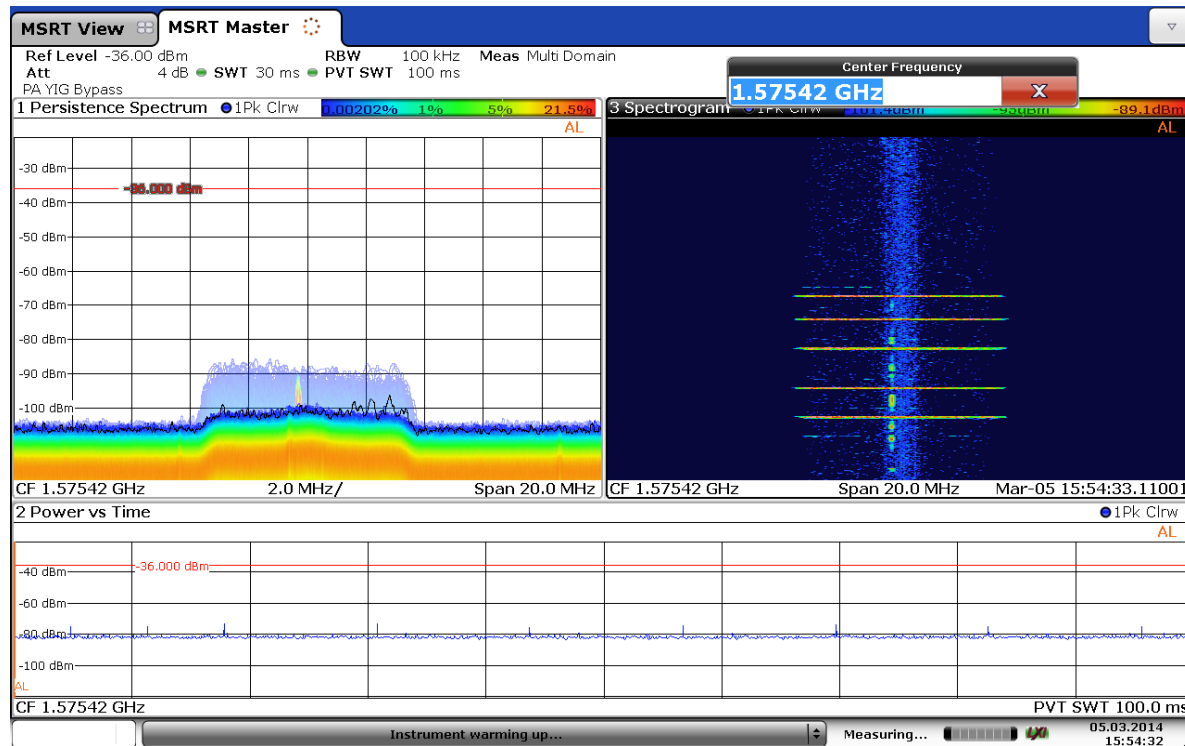 MSRT View
MSRT Master
Ref Level -36.00 dBm RBW 100 kHz Meas Multi Domain
Att 4 dB SWT 30 ms PVT SWT 100 ms
PA YIG Bypass
Center Frequency
1.57542 GHz X
1 Persistence Spectrum 1Pk Clrw 0.00202% 1% 5% 21.5%
AL
-30 dBm
-36.000 dBm
-40 dBm
-50 dBm
-60 dBm
-70 dBm
-80 dBm
-90 dBm
-100 dBm
CF 1.57542 GHz 2.0 MHz/ Span 20.0 MHz
3 Spectrogram 1Pk Clrw -95dBm -89.1dBm
AL
CF 1.57542 GHz Span 20.0 MHz Mar-05 15:54:33.11001
2 Power vs Time 1Pk Clrw
AL
-36.000 dBm
-40 dBm
-60 dBm
-80 dBm
-100 dBm
AL
CF 1.57542 GHz PVT SWT 100.0 ms
Instrument warming up... Measuring... LXI 05.03.2014
15:54:32